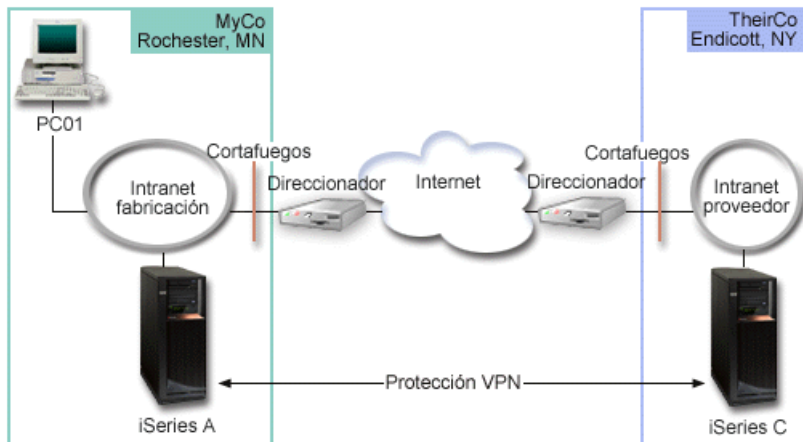 MyCo
Rochester, MN
TheirCo
Endicott, NY
PC01
Cortafuegos
Cortafuegos
Direccionador
Internet
Direccionador
Intranet
fabricación
Intranet
proveedor
Protección VPN
iSeries A
iSeries C